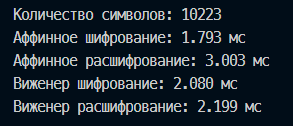 Количество символов: 10223
Аффинное шифрование: 1.793 мс
Аффинное расшифрование: 3.003 мс
Виженер шифрование: 2.080 мс
Виженер расшифрование: 2.199 мс